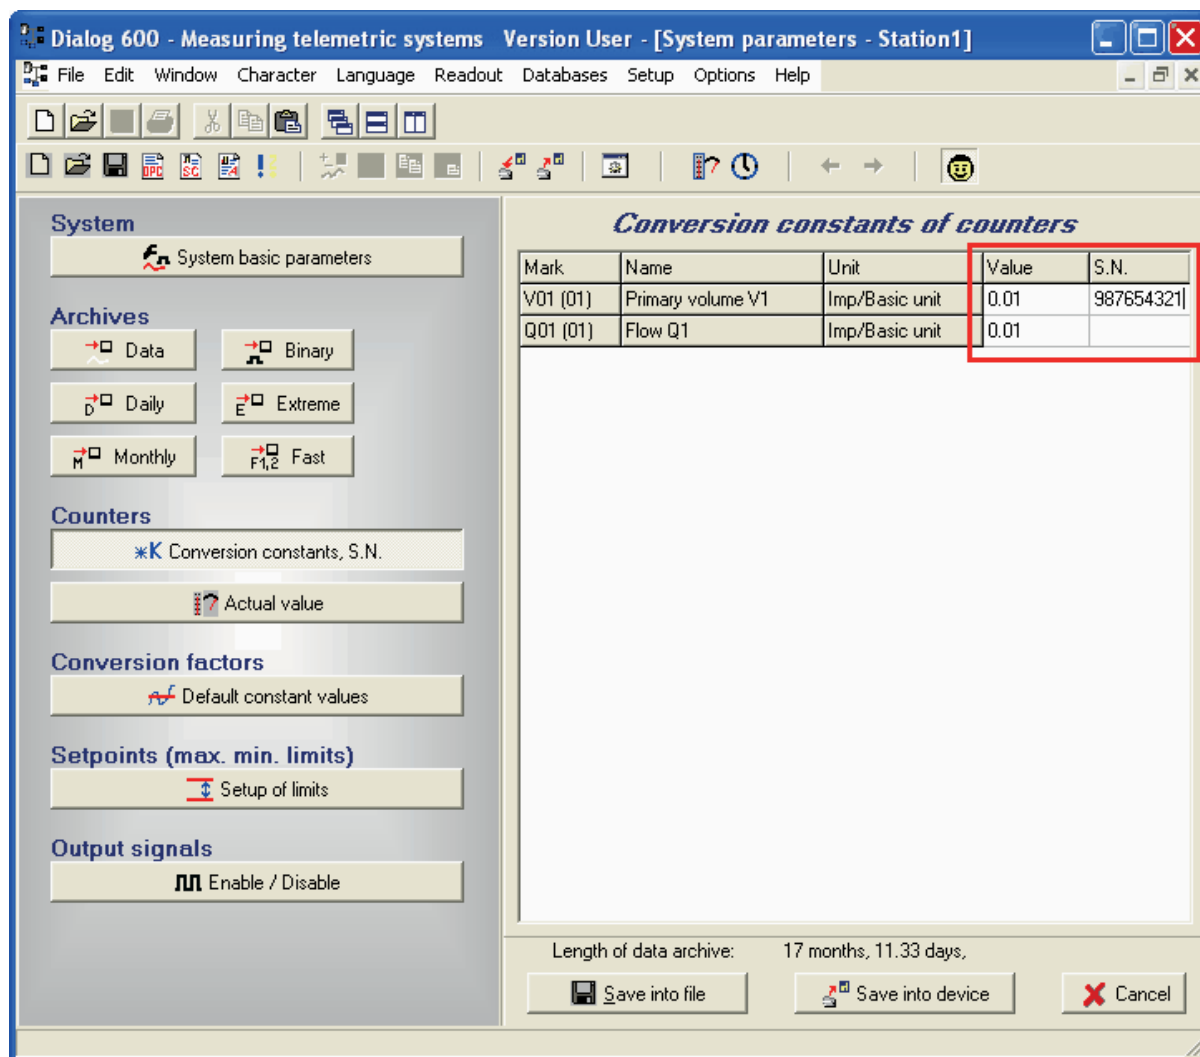 Dialog 600 - Measuring telemetric systems Version User - [System parameters - Station1]
File Edit Window Character Language Readout Databases Setup Options Help
System
System basic parameters
Archives
Data Binary
D Daily E Extreme
M Monthly F1,2 Fast
Counters
*K Conversion constants, S.N.
Actual value
Conversion factors
Default constant values
Setpoints (max. min. limits)
Setup of limits
Output signals
Enable / Disable
Conversion constants of counters
Mark Name Unit Value S.N.
V01 (01) Primary volume V1 Imp/Basic unit 0.01 987654321
Q01 (01) Flow Q1 Imp/Basic unit 0.01
Length of data archive: 17 months, 11.33 days,
Save into file Save into device Cancel